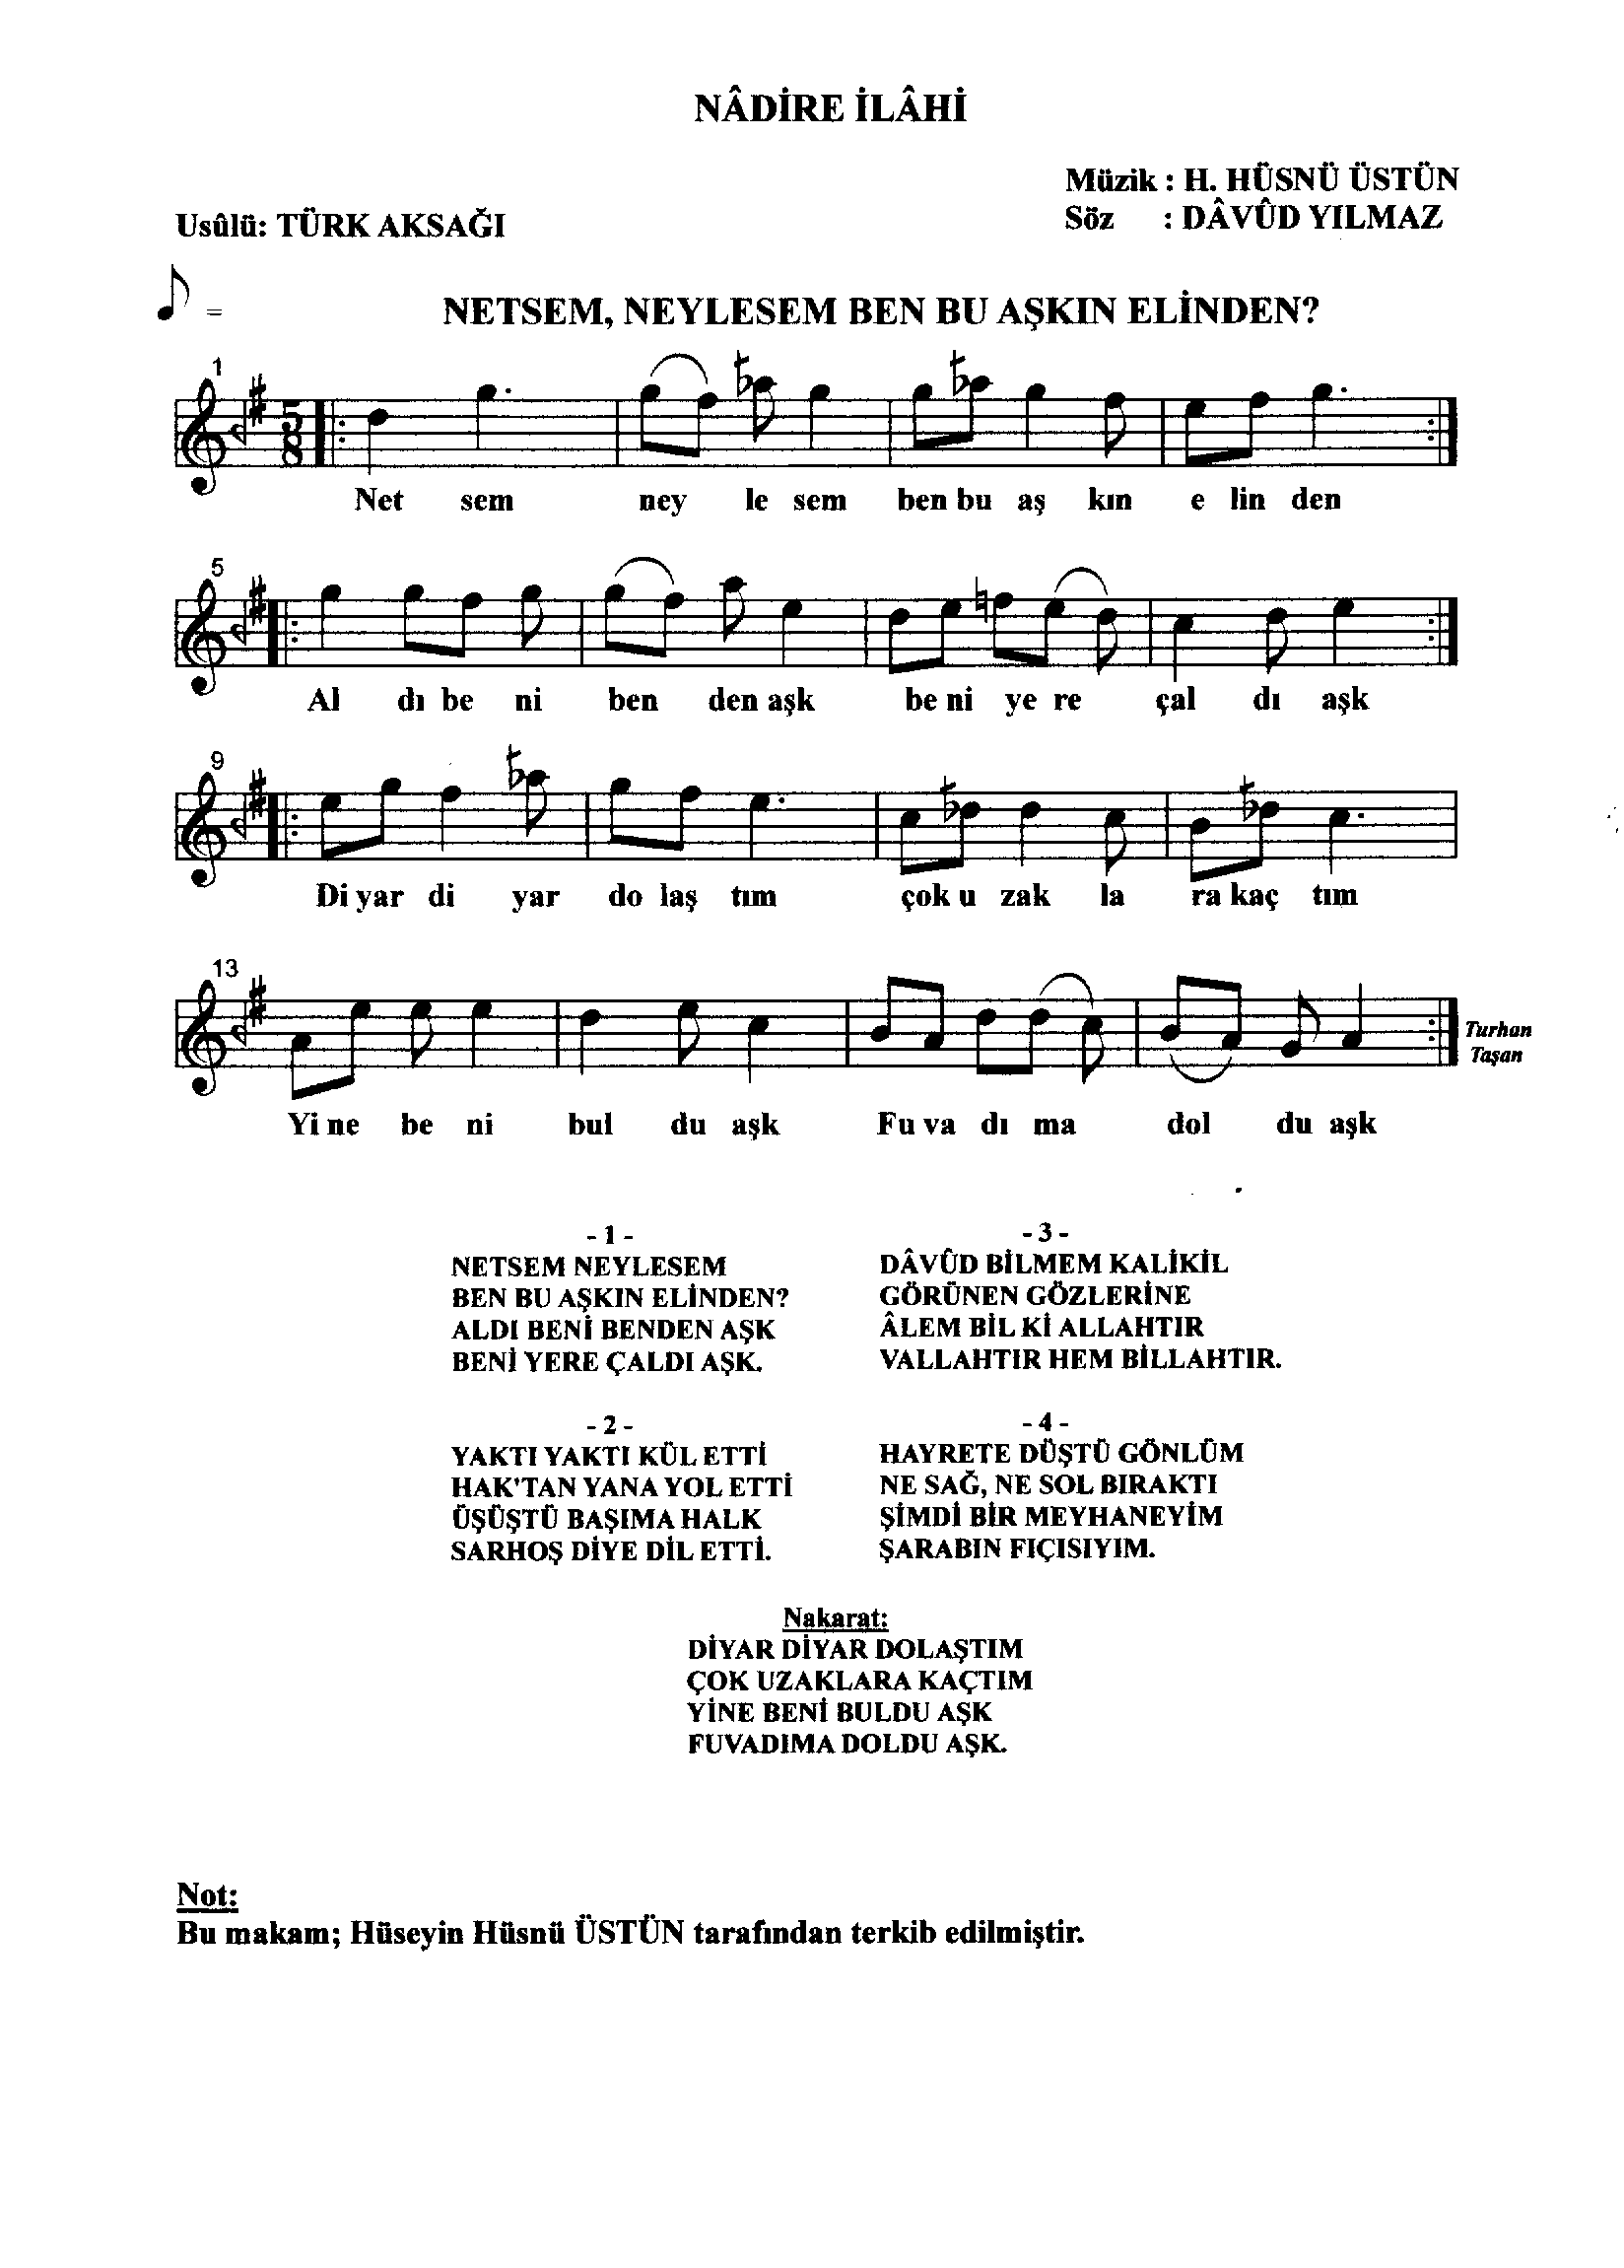 NÂDİRE İLÂHİ
Müzik : H. HÜSNÜ ÜSTÜN
Usûlü: TÜRK AKSAĞI
Söz : DÂVÛD YILMAZ
=
NETSEM, NEYLESEM BEN BU AŞKIN ELİNDEN?
1
5
8
Net sem ney le sem ben bu aş kın e lin den
5
Al dı be ni ben den aşk be ni ye re çal dı aşk
9
Di yar di yar do laş tım çok u zak la ra kaç tım
13
Turhan
Taşan
Yi ne be ni bul du aşk Fu va dı ma dol du aşk
- 1 -
NETSEM NEYLESEM
BEN BU AŞKIN ELİNDEN?
ALDI BENİ BENDEN AŞK
BENİ YERE ÇALDI AŞK.
- 2 -
YAKTI YAKTI KÜL ETTİ
HAK'TAN YANA YOL ETTİ
ÜŞÜŞTÜ BAŞIMA HALK
SARHOŞ DİYE DİL ETTİ.
- 3 -
DÂVÛD BİLMEM KALİKİL
GÖRÜNEN GÖZLERİNE
ÂLEM BİL Kİ ALLAHTIR
VALLAHTIR HEM BİLLAHTIR.
- 4 -
HAYRETE DÜŞTÜ GÖNLÜM
NE SAĞ, NE SOL BIRAKTI
ŞİMDİ BİR MEYHANEYİM
ŞARABIN FIÇISIYIM.
Nakarat:
DİYAR DİYAR DOLAŞTIM
ÇOK UZAKLARA KAÇTIM
YİNE BENİ BULDU AŞK
FUVADIMA DOLDU AŞK.
Not:
Bu makam; Hüseyin Hüsnü ÜSTÜN tarafından terkib edilmiştir.